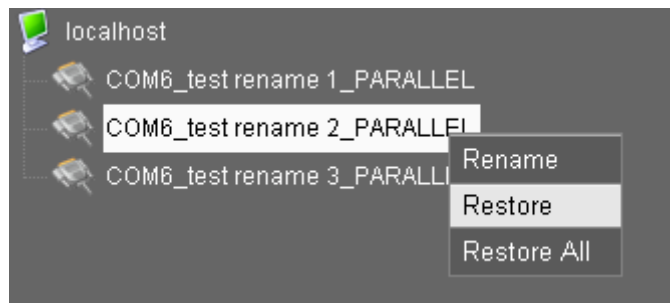 localhost
COM6_test rename 1_PARALLEL
COM6_test rename 2_PARALLEL
COM6_test rename 3_PARALL
Rename
Restore
Restore All